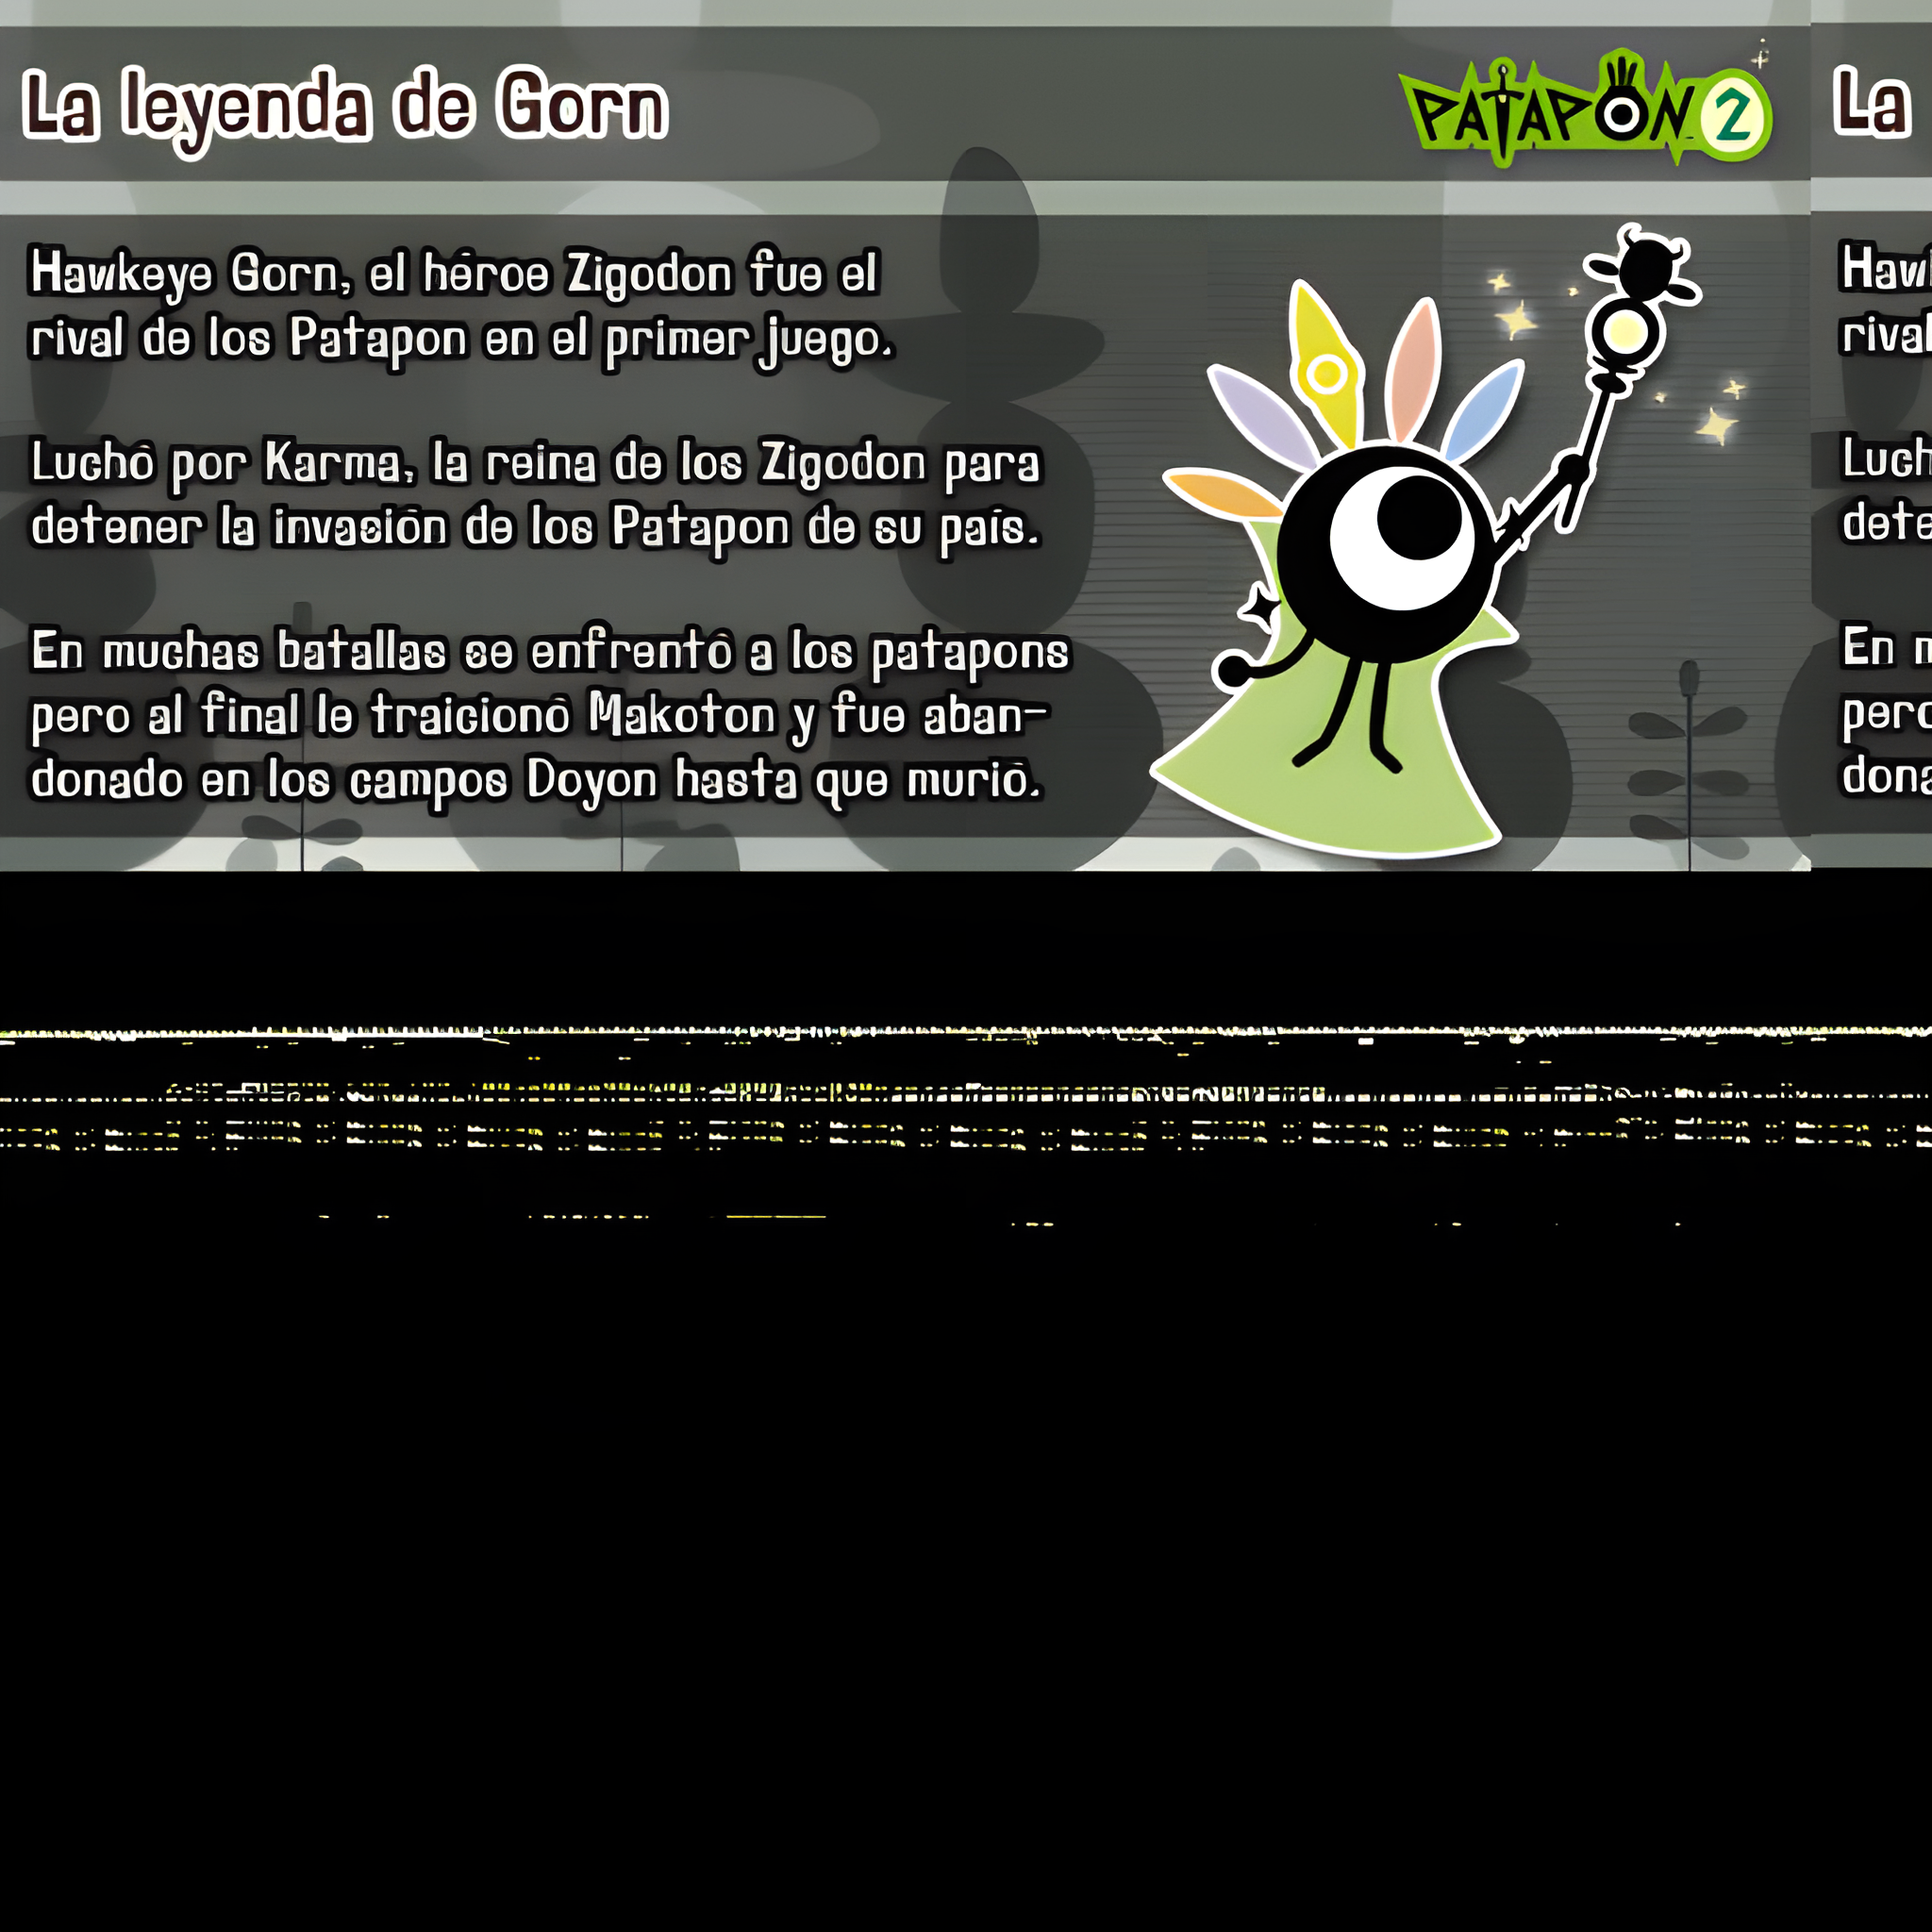 La leyenda de Gorn
PATAPON 2
La
Hawkeye Gorn, el héroe Zigodon fue el
rival de los Patapon en el primer juego.
Luchó por Karma, la reina de los Zigodon para
detener la invasión de los Patapon de su país.
En muchas batallas se enfrentó a los patapons
pero al final le traicionó Makoton y fue aban-
donado en los campos Doyon hasta que murió.